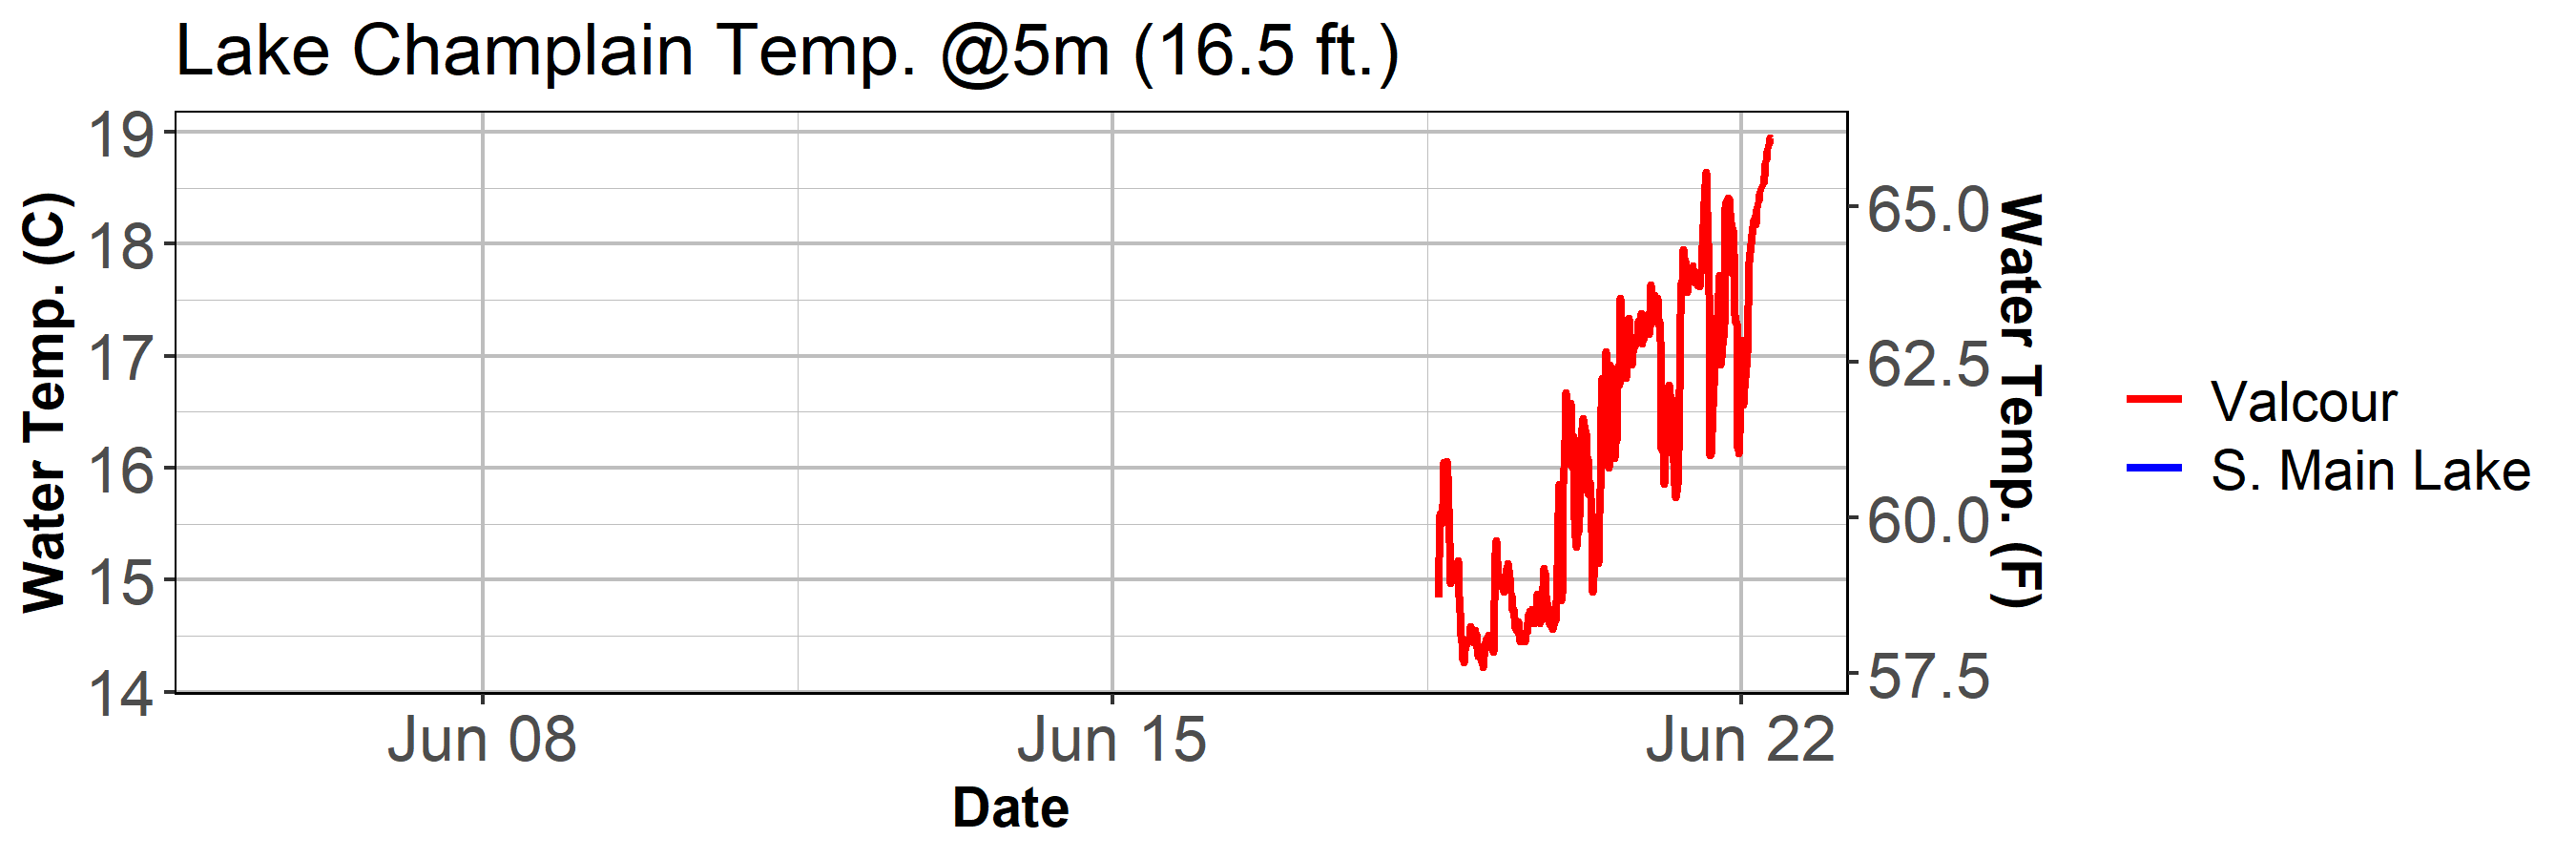 Lake Champlain Temp. @5m (16.5 ft.)
Water Temp. (C)
19
18
17
16
15
14
65.0
62.5
60.0
57.5
Water Temp. (F)
Jun 08
Jun 15
Jun 22
Date
Valcour
S. Main Lake